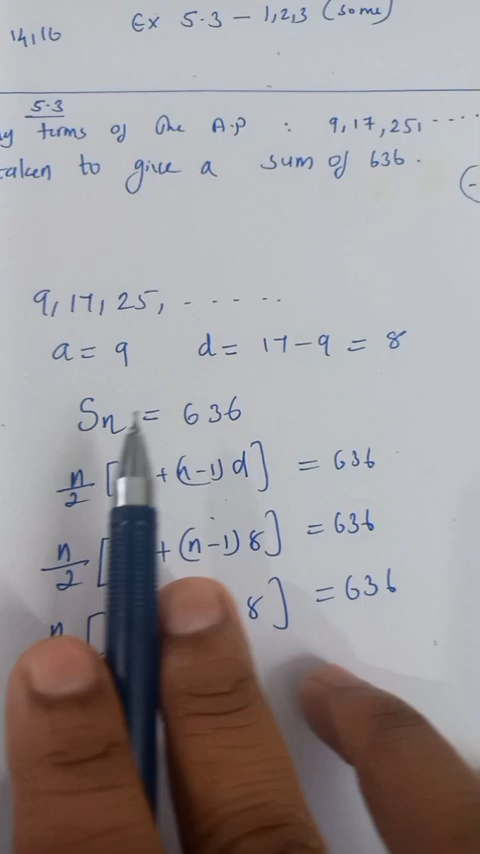 14,16 Ex 5.3 – 1,2,3 (some)
5.3
terms of the A.P : 9,17,25, ....
taken to give a sum of 636.
9, 17, 25, ......
a = 9 d = 17-9 = 8
Sn = 636
n/2 [ + (n-1) d ] = 636
n/2 [ + (n-1) 8 ] = 636
n [ 8 ] = 636